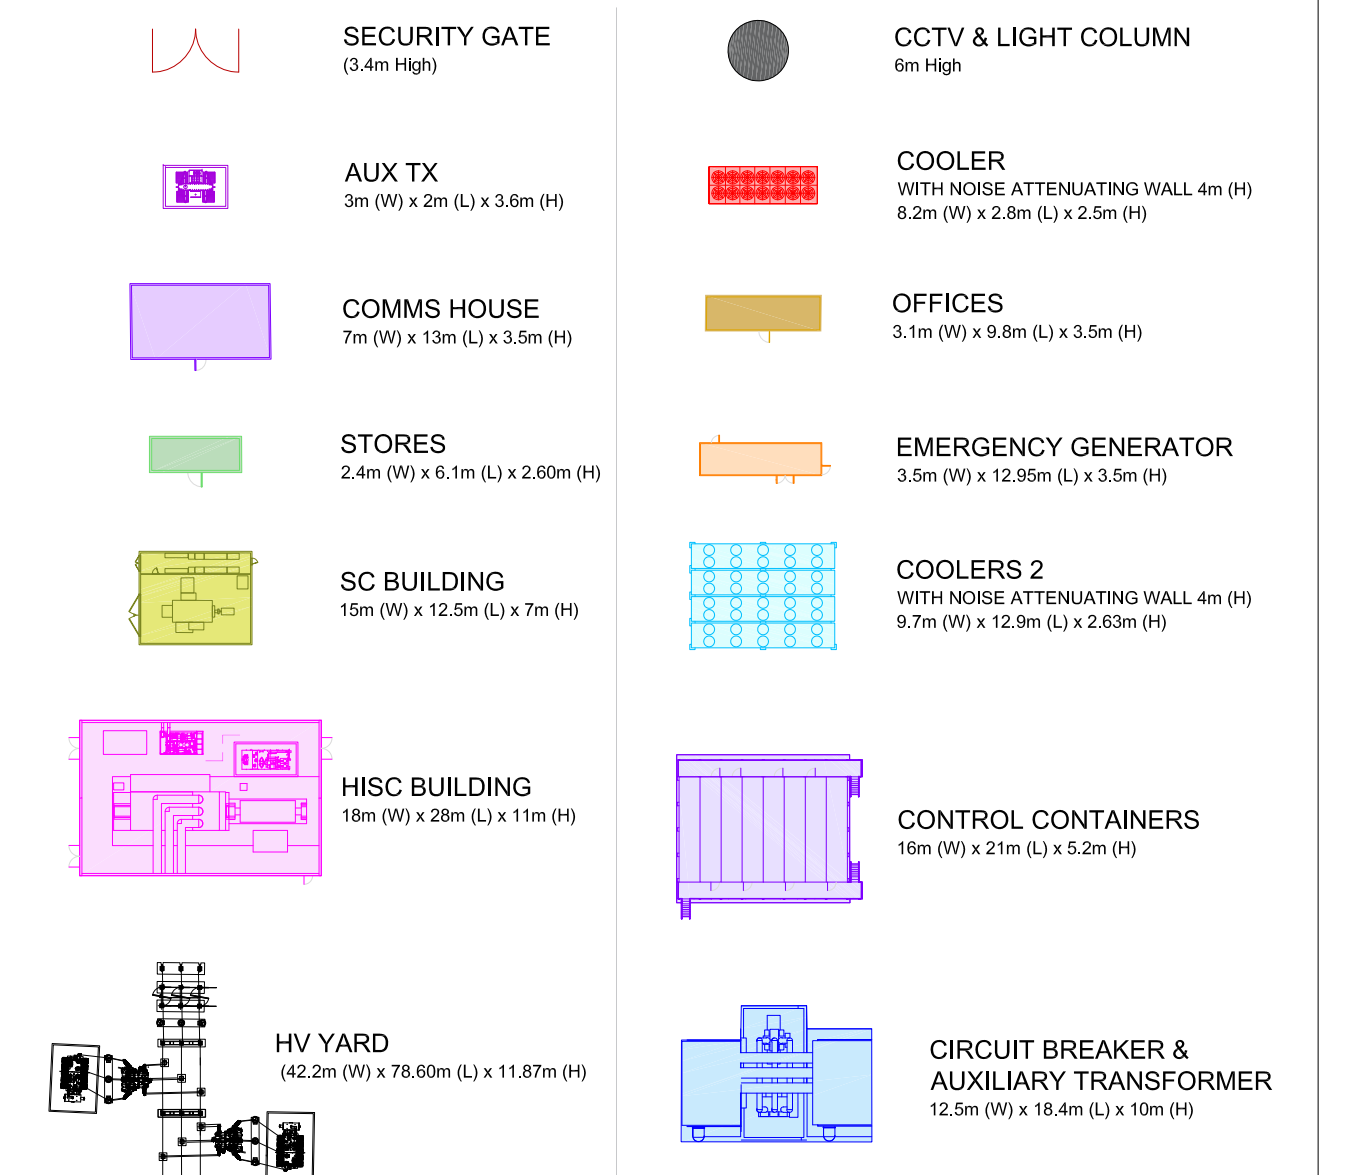 SECURITY GATE
(3.4m High)
AUX TX
3m (W) x 2m (L) x 3.6m (H)
COMMS HOUSE
7m (W) x 13m (L) x 3.5m (H)
STORES
2.4m (W) x 6.1m (L) x 2.60m (H)
SC BUILDING
15m (W) x 12.5m (L) x 7m (H)
HISC BUILDING
18m (W) x 28m (L) x 11m (H)
HV YARD
(42.2m (W) x 78.60m (L) x 11.87m (H)
CCTV & LIGHT COLUMN
6m High
COOLER
WITH NOISE ATTENUATING WALL 4m (H)
8.2m (W) x 2.8m (L) x 2.5m (H)
OFFICES
3.1m (W) x 9.8m (L) x 3.5m (H)
EMERGENCY GENERATOR
3.5m (W) x 12.95m (L) x 3.5m (H)
COOLERS 2
WITH NOISE ATTENUATING WALL 4m (H)
9.7m (W) x 12.9m (L) x 2.63m (H)
CONTROL CONTAINERS
16m (W) x 21m (L) x 5.2m (H)
CIRCUIT BREAKER &
AUXILIARY TRANSFORMER
12.5m (W) x 18.4m (L) x 10m (H)